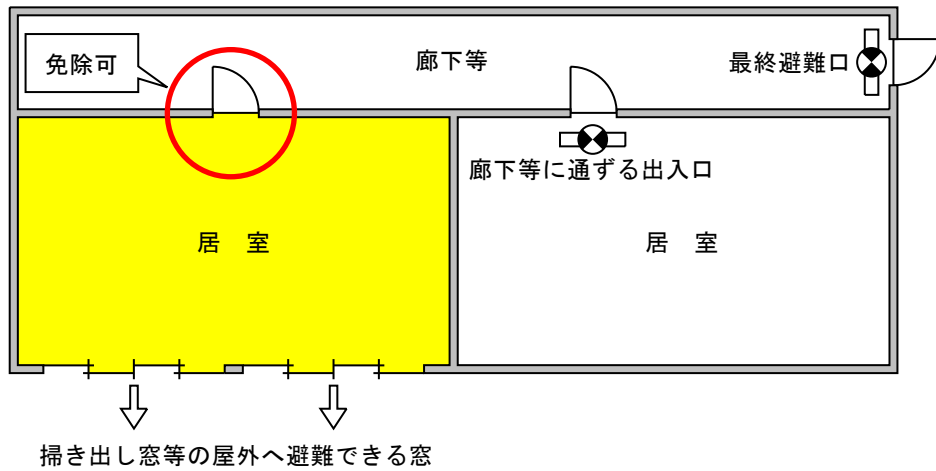 免除可
廊下等
最終避難口
廊下等に通ずる出入口
居 室
居 室
掃き出し窓等の屋外へ避難できる窓